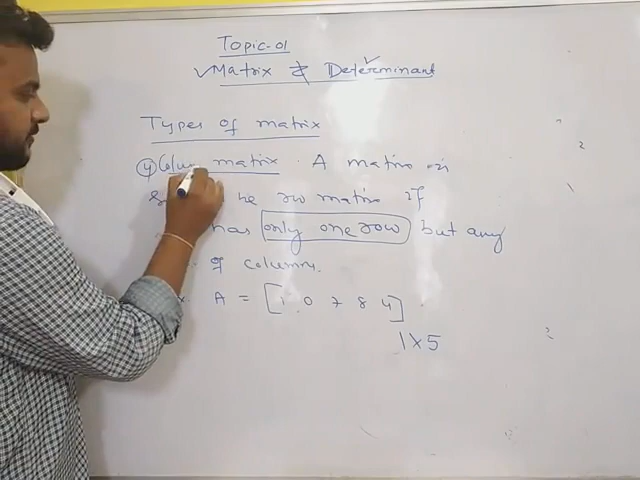 Topic-01
Matrix & Determinant
Types of matrix
Colum matrix. A matrix is
be row matrix if
has only one row but any
of columns.
A = [1 0 7 8 4]
1×5